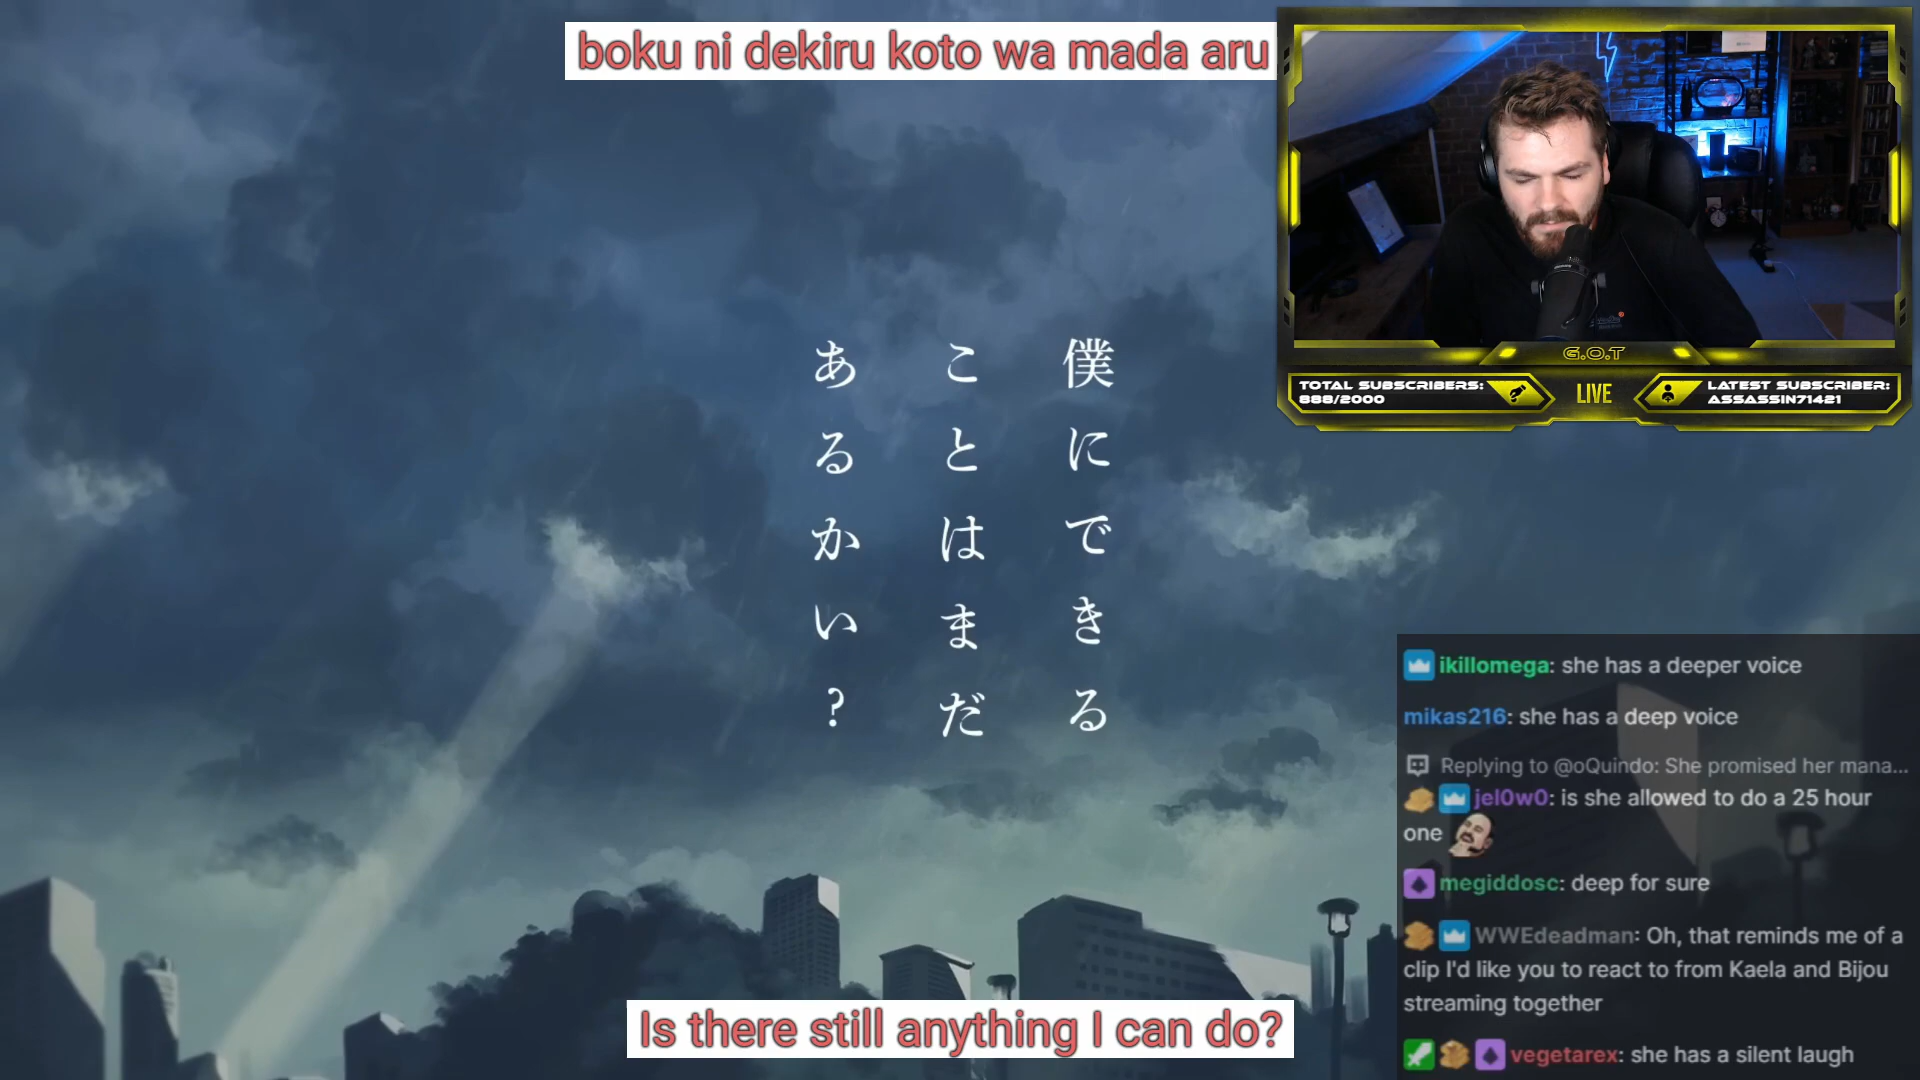 boku ni dekiru koto wa mada aru
僕にできる
ことはまだ
あるかい?
Is there still anything I can do?
G.O.T
TOTAL SUBSCRIBERS:
888/2000
LIVE
LATEST SUBSCRIBER:
ASSASSIN71421
ikillomega: she has a deeper voice
mikas216: she has a deep voice
Replying to @oQuindo: She promised her mana...
jel0w0: is she allowed to do a 25 hour
one
megiddosc: deep for sure
WWEdeadman: Oh, that reminds me of a
clip I'd like you to react to from Kaela and Bijou
streaming together
vegetarex: she has a silent laugh